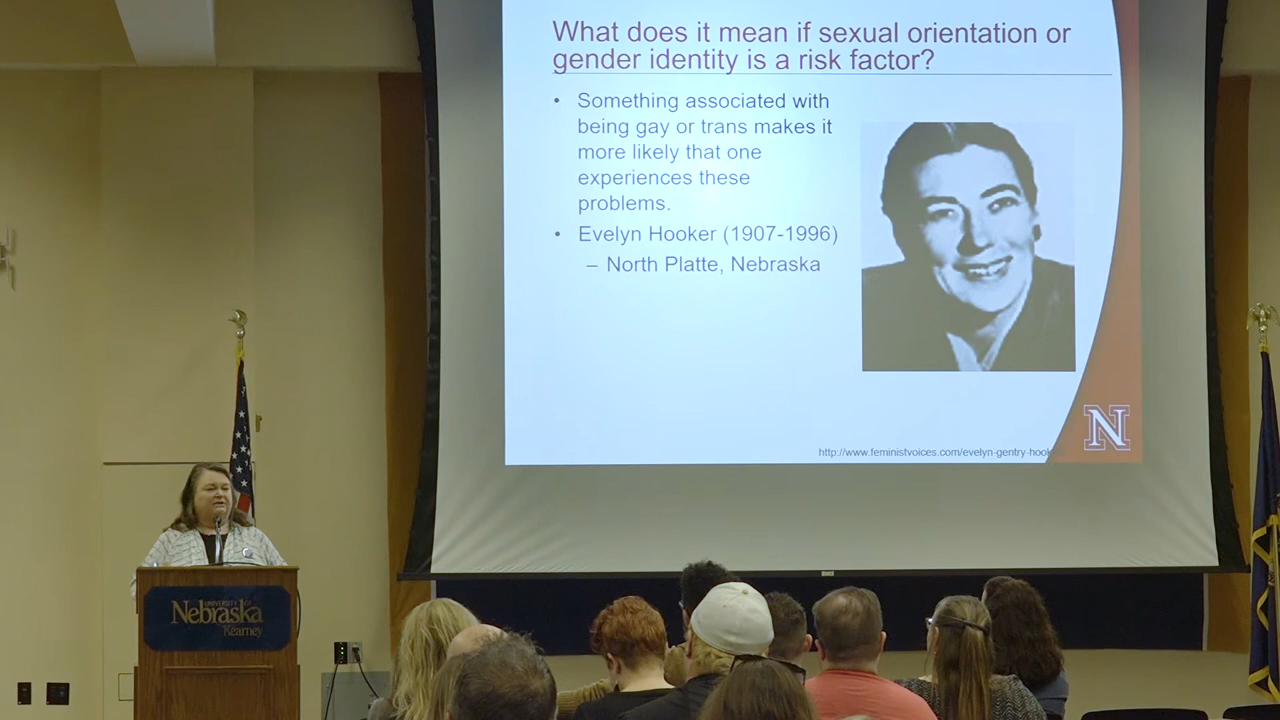 What does it mean if sexual orientation or
gender identity is a risk factor?
• Something associated with
being gay or trans makes it
more likely that one
experiences these
problems.
• Evelyn Hooker (1907-1996)
– North Platte, Nebraska
N
http://www.feministvoices.com/evelyn-gentry-hook
UNIVERSITY OF
Nebraska
Kearney